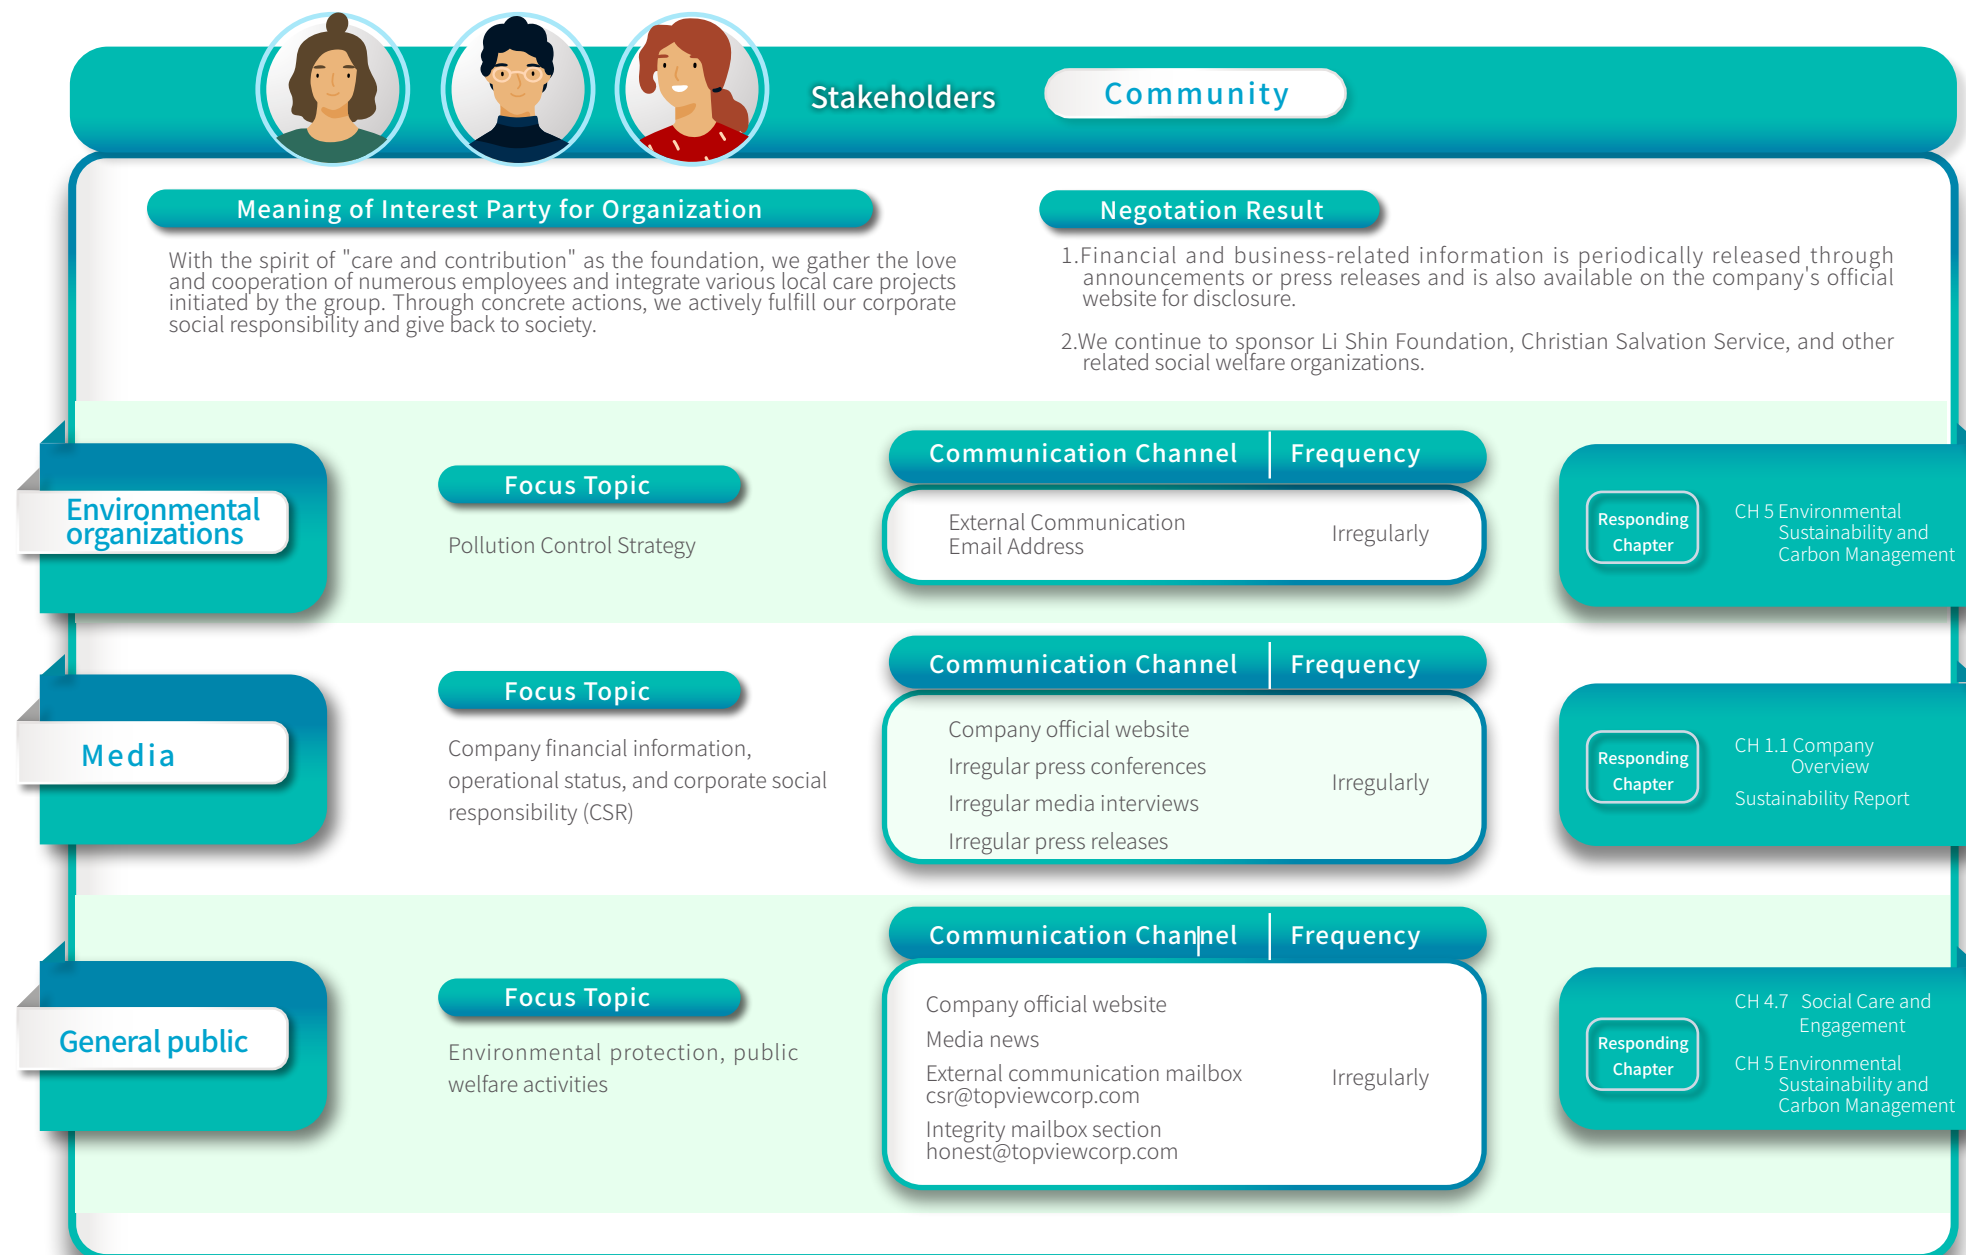 Stakeholders
Community
Meaning of Interest Party for Organization
With the spirit of "care and contribution" as the foundation, we gather the love
and cooperation of numerous employees and integrate various local care projects
initiated by the group. Through concrete actions, we actively fulfill our corporate
social responsibility and give back to society.
Negotation Result
1.Financial and business-related information is periodically released through
announcements or press releases and is also available on the company's official
website for disclosure.
2.We continue to sponsor Li Shin Foundation, Christian Salvation Service, and other
related social welfare organizations.
Environmental
organizations
Focus Topic
Pollution Control Strategy
Communication Channel
Frequency
External Communication
Email Address
Irregularly
Responding
Chapter
CH 5 Environmental
Sustainability and
Carbon Management
Media
Focus Topic
Company financial information,
operational status, and corporate social
responsibility (CSR)
Communication Channel
Frequency
Company official website
Irregular press conferences
Irregular media interviews
Irregular press releases
Irregularly
Responding
Chapter
CH 1.1 Company
Overview
Sustainability Report
General public
Focus Topic
Environmental protection, public
welfare activities
Communication Channel
Frequency
Company official website
Media news
External communication mailbox
csr@topviewcorp.com
Integrity mailbox section
honest@topviewcorp.com
Irregularly
Responding
Chapter
CH 4.7 Social Care and
Engagement
CH 5 Environmental
Sustainability and
Carbon Management